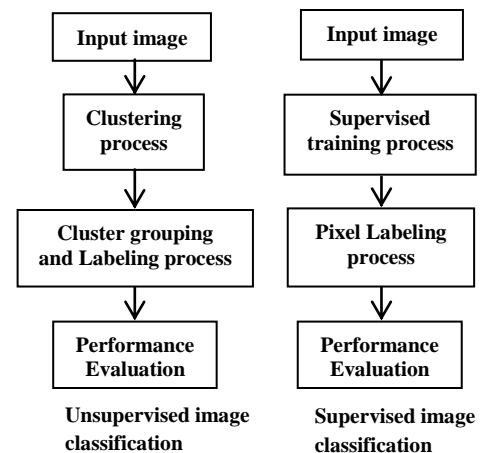 Input image
Clustering
process
Cluster grouping
and Labeling process
Performance
Evaluation
Unsupervised image
classification
Input image
Supervised
training process
Pixel Labeling
process
Performance
Evaluation
Supervised image
classification